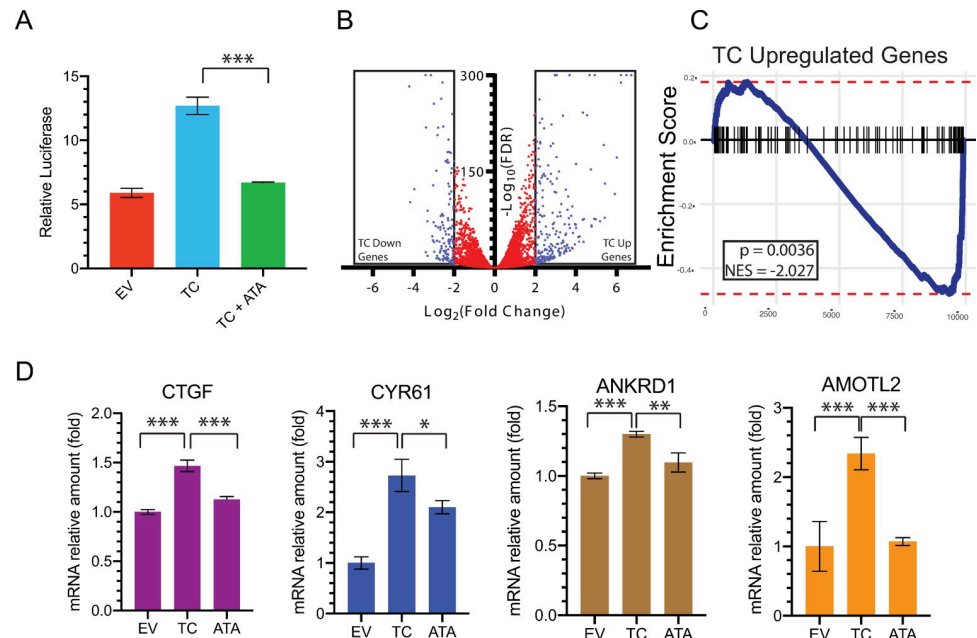 A
***
15
10
5
0
Relative Luciferase
EV
TC
TC + ATA
B
300
150
-Log10(FDR)
TC Down
Genes
TC Up
Genes
-6
-4
-2
0
2
4
6
Log2(Fold Change)
C
TC Upregulated Genes
0.2
0.0
-0.2
-0.4
Enrichment Score
p = 0.0036
NES = -2.027
0
2500
5000
7500
10000
D
CTGF
*** ***
2.0
1.5
1.0
0.5
0.0
mRNA relative amount (fold)
EV TC ATA
CYR61
*** *
4
3
2
1
0
mRNA relative amount (fold)
EV TC ATA
ANKRD1
*** **
1.5
1.0
0.5
0.0
mRNA relative amount (fold)
EV TC ATA
AMOTL2
*** ***
3
2
1
0
mRNA relative amount (fold)
EV TC ATA